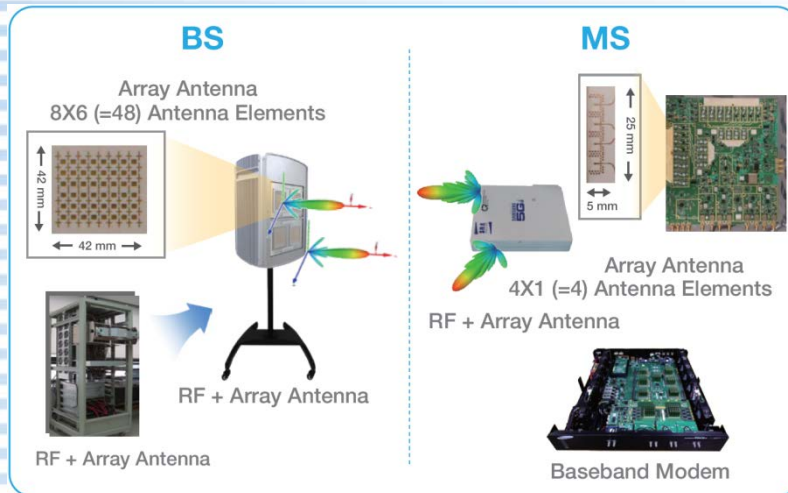 BS
Array Antenna
8X6 (=48) Antenna Elements
42 mm
42 mm
RF + Array Antenna
RF + Array Antenna
MS
25 mm
5 mm
5G
Array Antenna
4X1 (=4) Antenna Elements
RF + Array Antenna
Baseband Modem